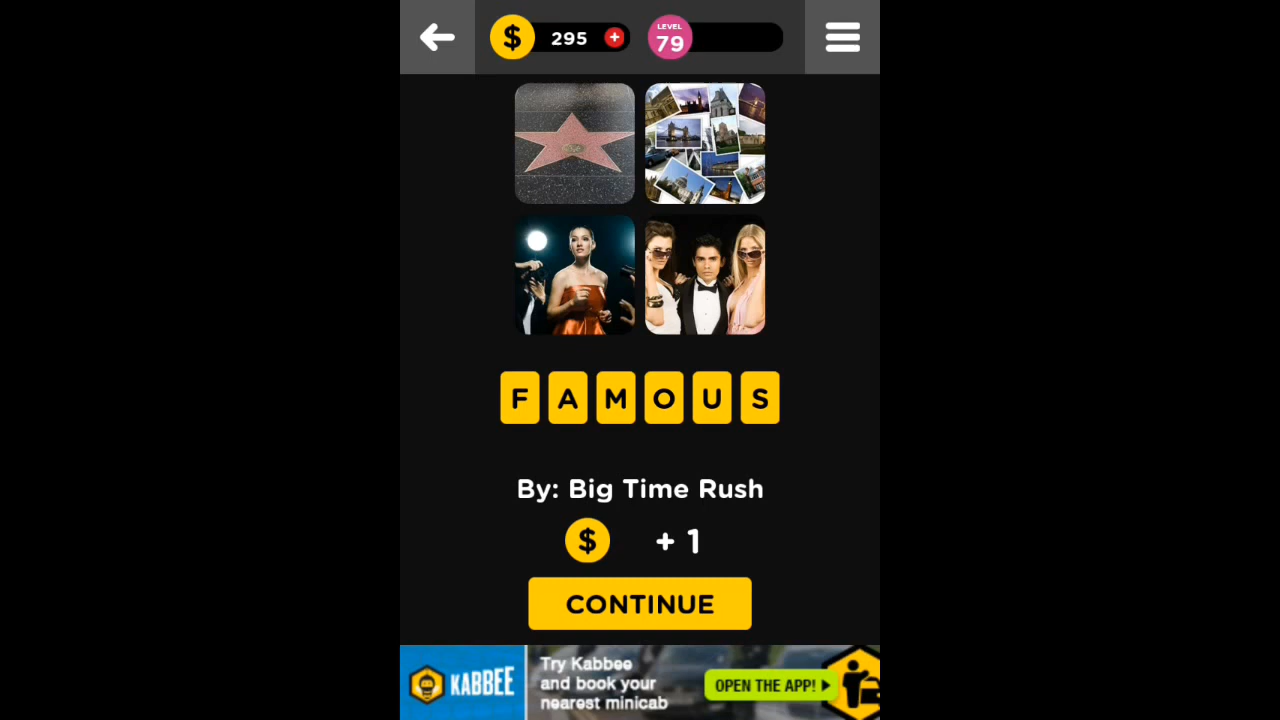 $ 295 +
LEVEL
79
FAMOUS
By: Big Time Rush
$ + 1
CONTINUE
KABBEE
Try Kabbee
and book your
nearest minicab
OPEN THE APP!